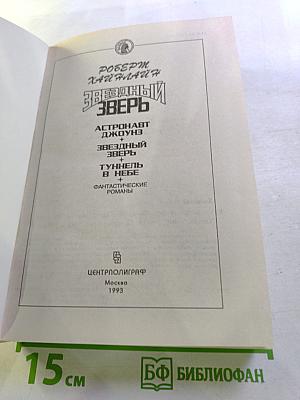 РОБЕРТ
ХАЙНЛАЙН
ЗВЕЗДНЫЙ
ЗВЕРЬ
АСТРОНАВТ
ДЖОУНЗ
+
ЗВЕЗДНЫЙ
ЗВЕРЬ
+
ТУННЕЛЬ
В НЕБЕ
+
ФАНТАСТИЧЕСКИЕ
РОМАНЫ
ЦЕНТРПОЛИГРАФ
Москва
1993
15 см
БФ БИБЛИОФАН